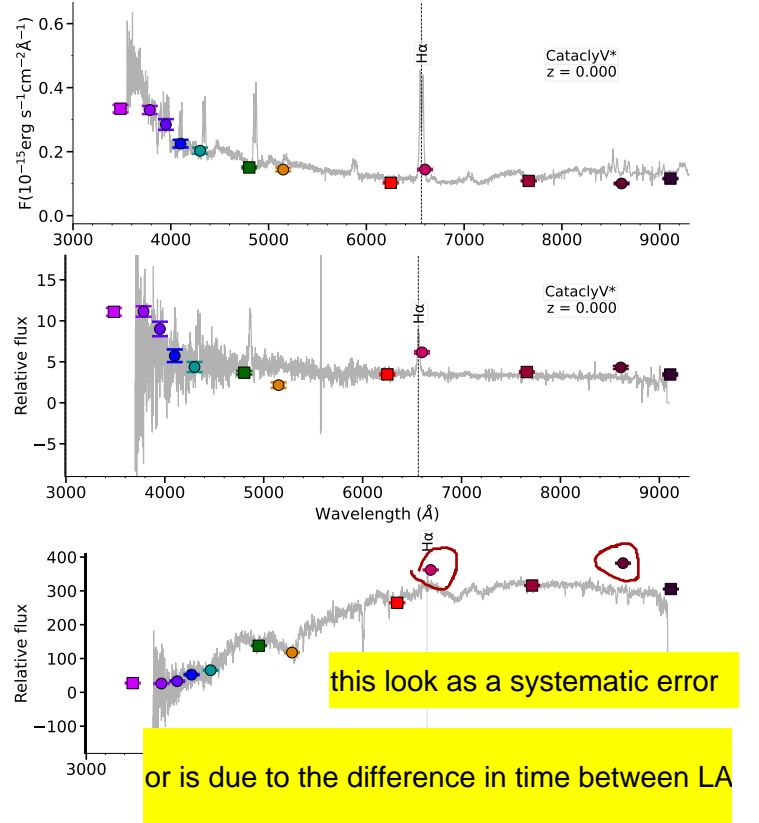 0.6
0.4
0.2
0.0
F(10⁻¹⁵erg s⁻¹cm⁻²Å⁻¹)
Hα
CataclyV*
z = 0.000
3000 4000 5000 6000 7000 8000 9000
15
10
5
0
−5
Relative flux
Hα
CataclyV*
z = 0.000
3000 4000 5000 6000 7000 8000 9000
Wavelength (Å)
Hα
400
300
200
100
0
−100
Relative flux
3000
this look as a systematic error
or is due to the difference in time between LA